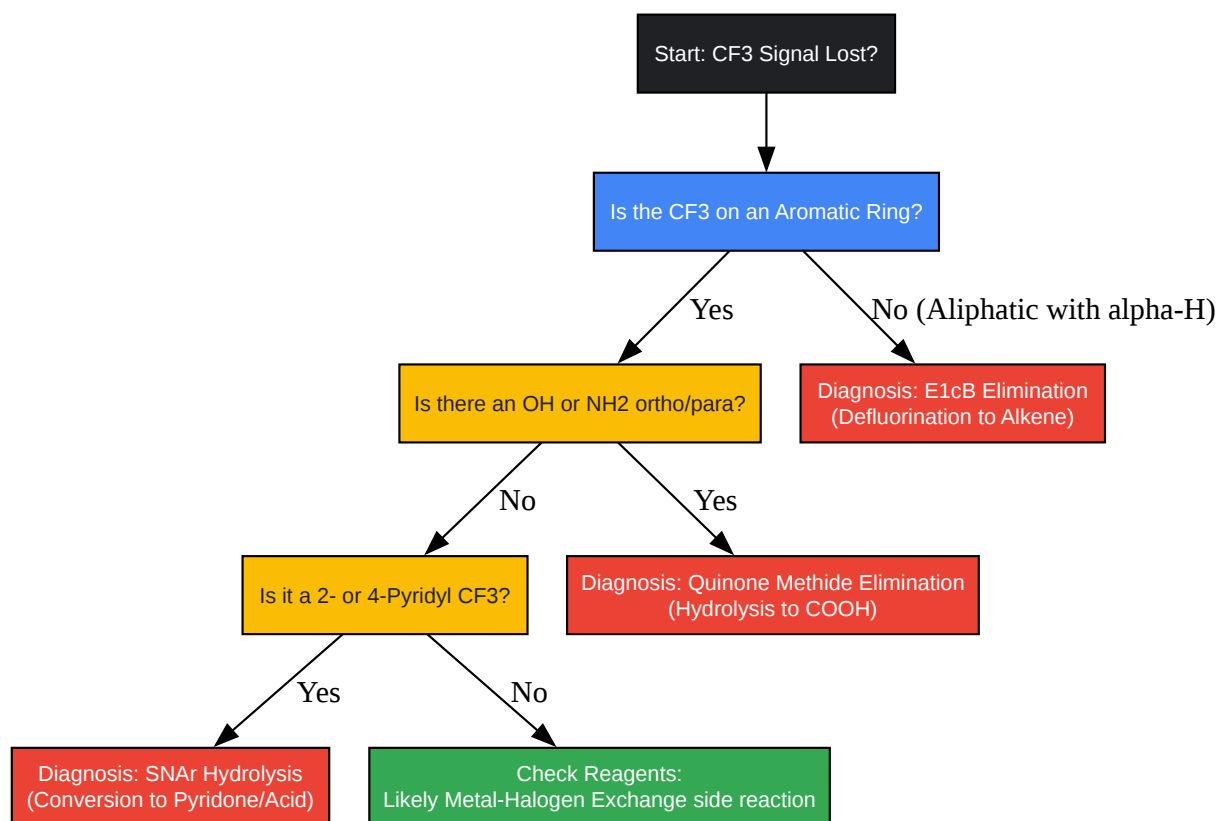 Start: CF3 Signal Lost?
Is the CF3 on an Aromatic Ring?
Yes
No (Aliphatic with alpha-H)
Is there an OH or NH2 ortho/para?
Diagnosis: E1cB Elimination
(Defluorination to Alkene)
No
Yes
Is it a 2- or 4-Pyridyl CF3?
Diagnosis: Quinone Methide Elimination
(Hydrolysis to COOH)
Yes
No
Diagnosis: SNAr Hydrolysis
(Conversion to Pyridone/Acid)
Check Reagents:
Likely Metal-Halogen Exchange side reaction